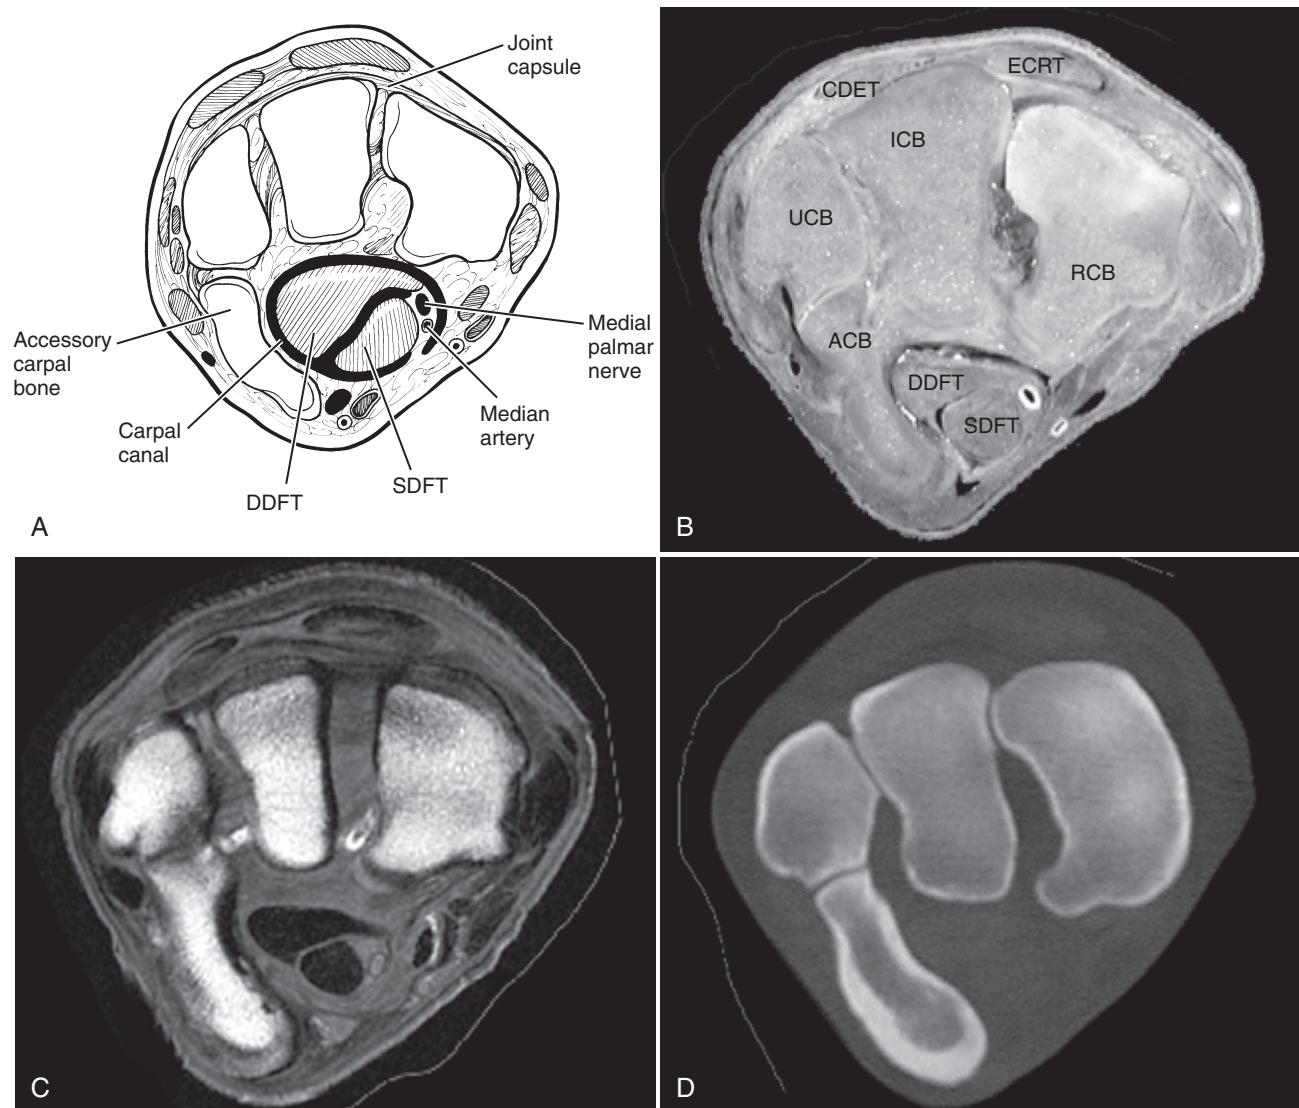 Joint
capsule
Accessory
carpal
bone
Carpal
canal
DDFT
SDFT
Median
artery
Medial
palmar
nerve
A
CDET
ECRT
ICB
UCB
RCB
ACB
DDFT
SDFT
B
C
D